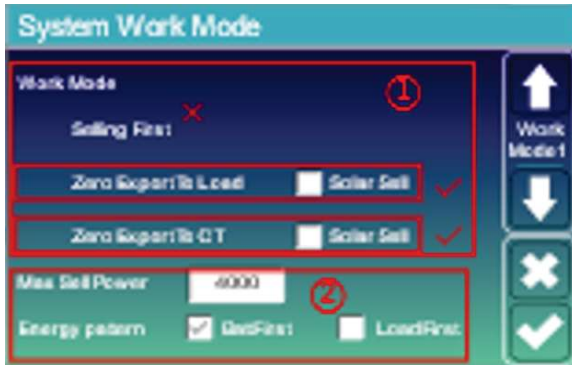 System Work Mode
Work Mode
①
Selling First
Work
Mode1
Zero Export To Load Solar Sell
Zero Export To CT Solar Sell
Max Sell Power 4000
②
Energy pattern BatFirst LoadFirst